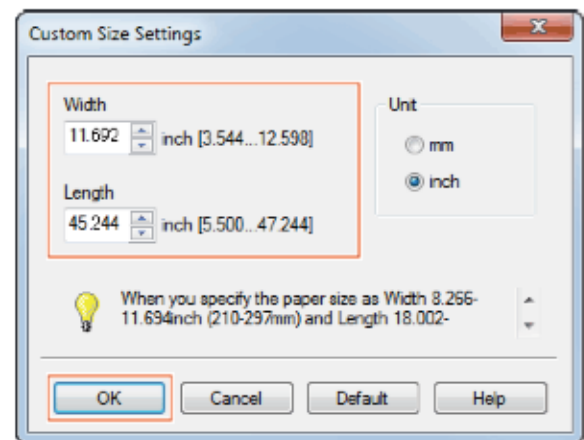 Custom Size Settings
Width
11.692 inch [3.544...12.598]
Length
45.244 inch [5.500...47.244]
Unit
mm
inch
When you specify the paper size as Width 8.266-
11.694inch (210-297mm) and Length 18.002-
OK Cancel Default Help